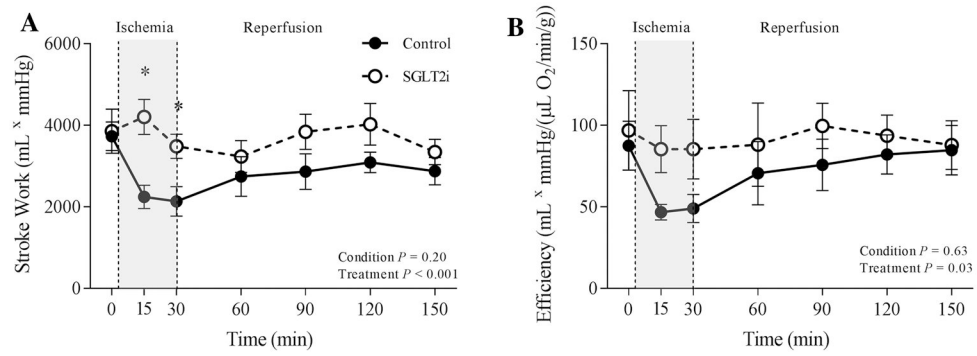 A
Ischemia
Reperfusion
Stroke Work (mL x mmHg)
6000
4000
2000
0
*
*
Control
SGLT2i
Condition P = 0.20
Treatment P < 0.001
0 15 30 60 90 120 150
Time (min)
B
Ischemia
Reperfusion
Efficiency (mL x mmHg/(µL O2/min/g))
150
100
50
0
Condition P = 0.63
Treatment P = 0.03
0 15 30 60 90 120 150
Time (min)